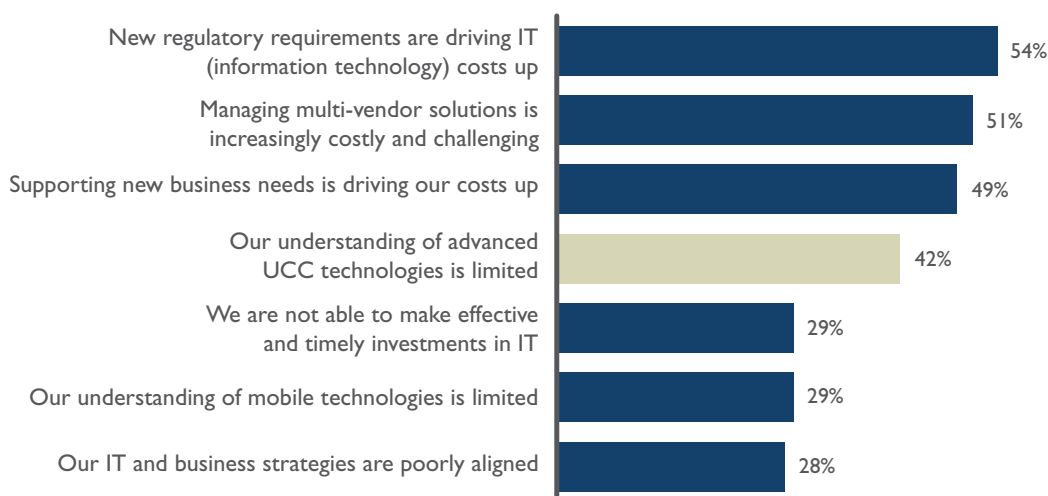 New regulatory requirements are driving IT
(information technology) costs up
54%
Managing multi-vendor solutions is
increasingly costly and challenging
51%
Supporting new business needs is driving our costs up
49%
Our understanding of advanced
UCC technologies is limited
42%
We are not able to make effective
and timely investments in IT
29%
Our understanding of mobile technologies is limited
29%
Our IT and business strategies are poorly aligned
28%